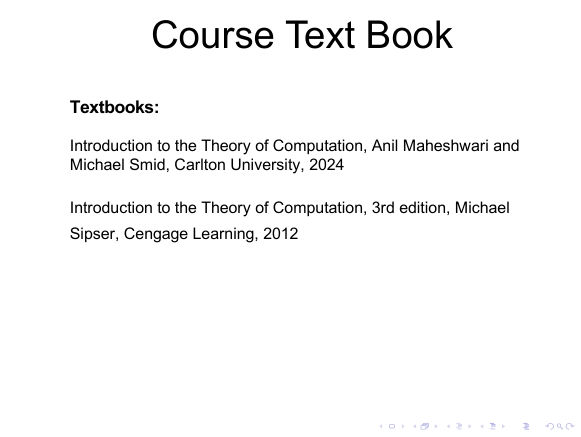 Course Text Book
Textbooks:
Introduction to the Theory of Computation, Anil Maheshwari and
Michael Smid, Carlton University, 2024
Introduction to the Theory of Computation, 3rd edition, Michael
Sipser, Cengage Learning, 2012